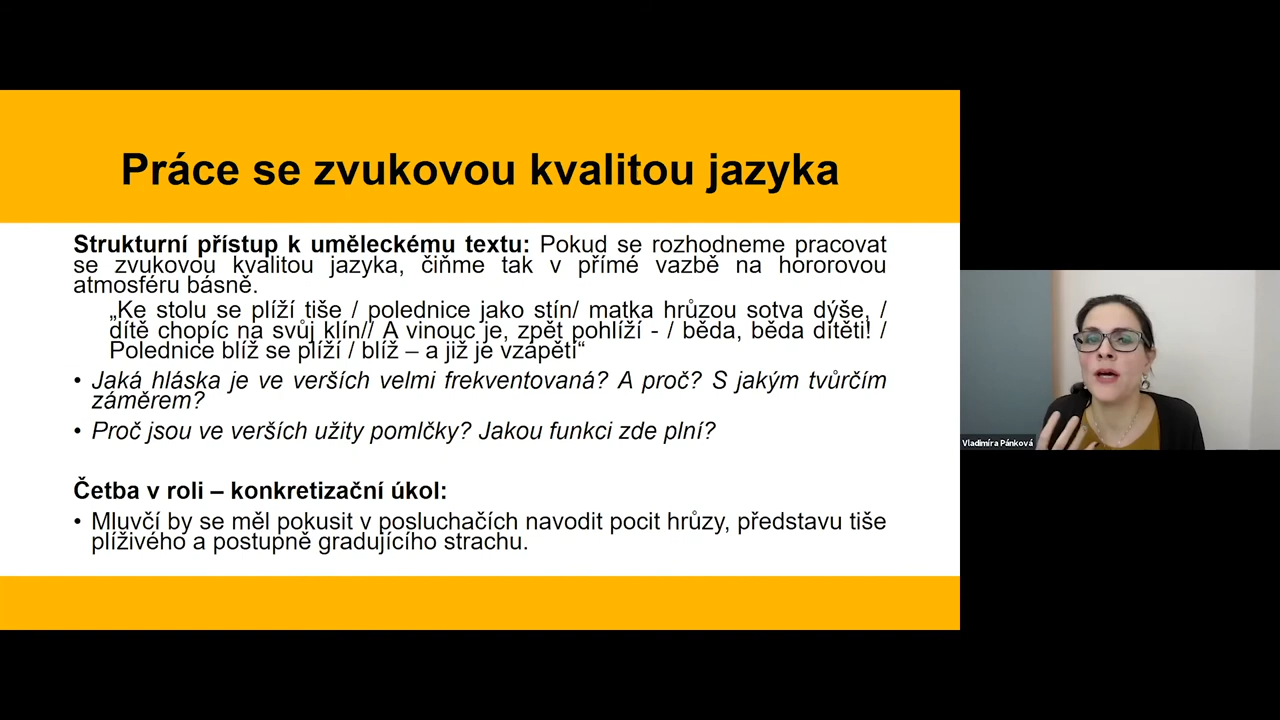 Práce se zvukovou kvalitou jazyka
Strukturní přístup k uměleckému textu: Pokud se rozhodneme pracovat
se zvukovou kvalitou jazyka, čiňme tak v přímé vazbě na hororovou
atmosféru básně.
„Ke stolu se plíží tiše / polednice jako stín/ matka hrůzou sotva dýše, /
dítě chopíc na svůj klín// A vinouc je, zpět pohlíží - / běda, běda dítěti! /
Polednice blíž se plíží / blíž – a již je vzápětí“
• Jaká hláska je ve verších velmi frekventovaná? A proč? S jakým tvůrčím
záměrem?
• Proč jsou ve verších užity pomlčky? Jakou funkci zde plní?
Četba v roli – konkretizační úkol:
• Mluvčí by se měl pokusit v posluchačích navodit pocit hrůzy, představu tiše
plíživého a postupně gradujícího strachu.
Vladimíra Pánková